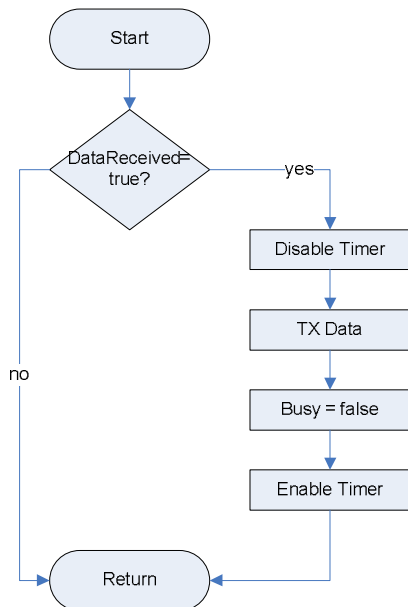 Start
DataReceived=
true?
yes
Disable Timer
TX Data
no
Busy = false
Enable Timer
Return